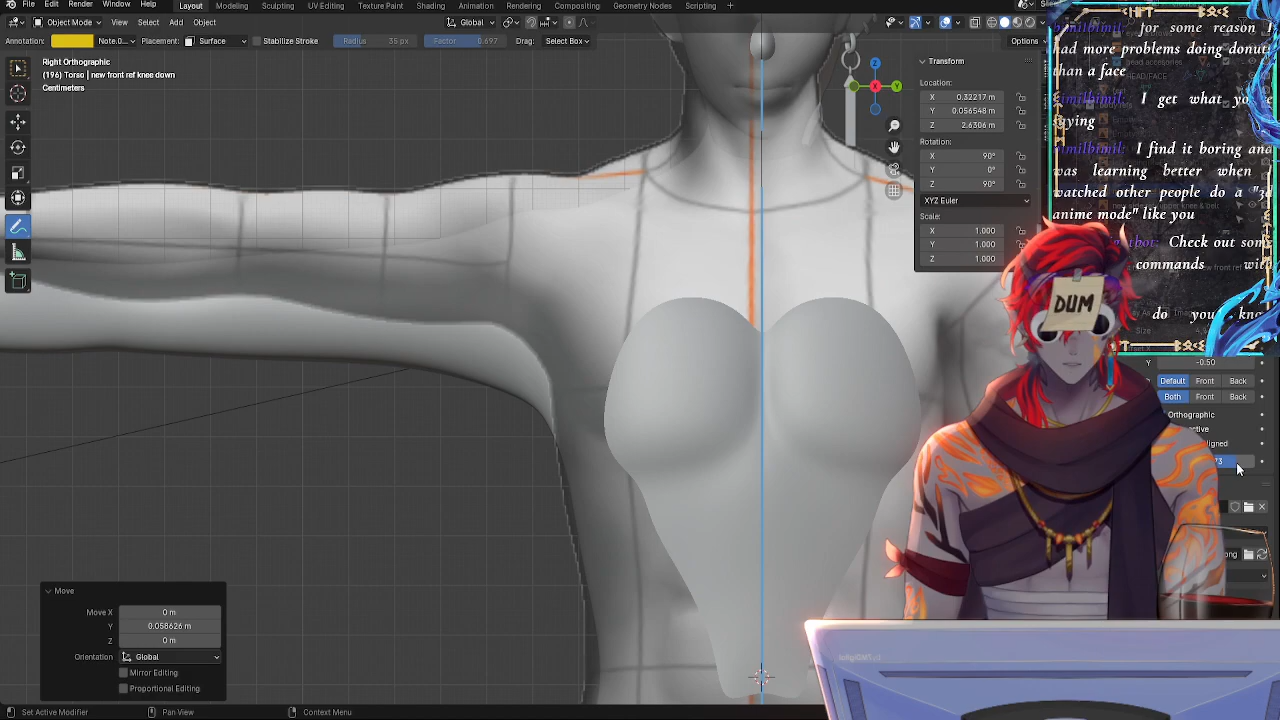 File Edit Render Window Help Layout Modeling Sculpting UV Editing Texture Paint Shading Animation Rendering Compositing Geometry Nodes Scripting +
Object Mode View Select Add Object Global
Annotation: Note.0... Placement: Surface Stabilize Stroke Radius 35 px Factor 0.697 Drag: Select Box Options
Right Orthographic
(196) Torso | new front ref knee down
Centimeters
Z
X
Y
Transform
Location:
X 0.32217 m
Y 0.056548 m
Z 2.6306 m
Rotation:
X 90°
Y 0°
Z 90°
XYZ Euler
Scale:
X 1.000
Y 1.000
Z 1.000
for some reason
had more problems doing donuts
than a face
HEAD/FACE
I get what
saying
I find it boring and
was learning better when
watched other people do
anime model" like you
Check out
commands
do you
DUM
Y -0.50
Default Front Back
Both Front Back
Orthographic
Move
Move X 0 m
Y 0.058626 m
Z 0 m
Orientation Global
Mirror Editing
Proportional Editing
Set Active Modifier Pan View Context Menu